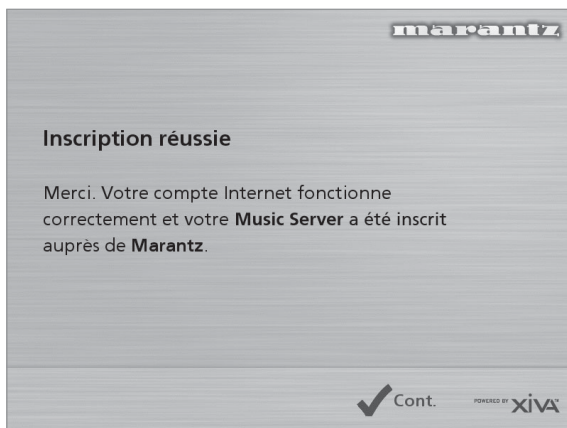 marantz
Inscription réussie
Merci. Votre compte Internet fonctionne
correctement et votre Music Server a été inscrit
auprès de Marantz.
Cont.
POWERED BY XiVA™